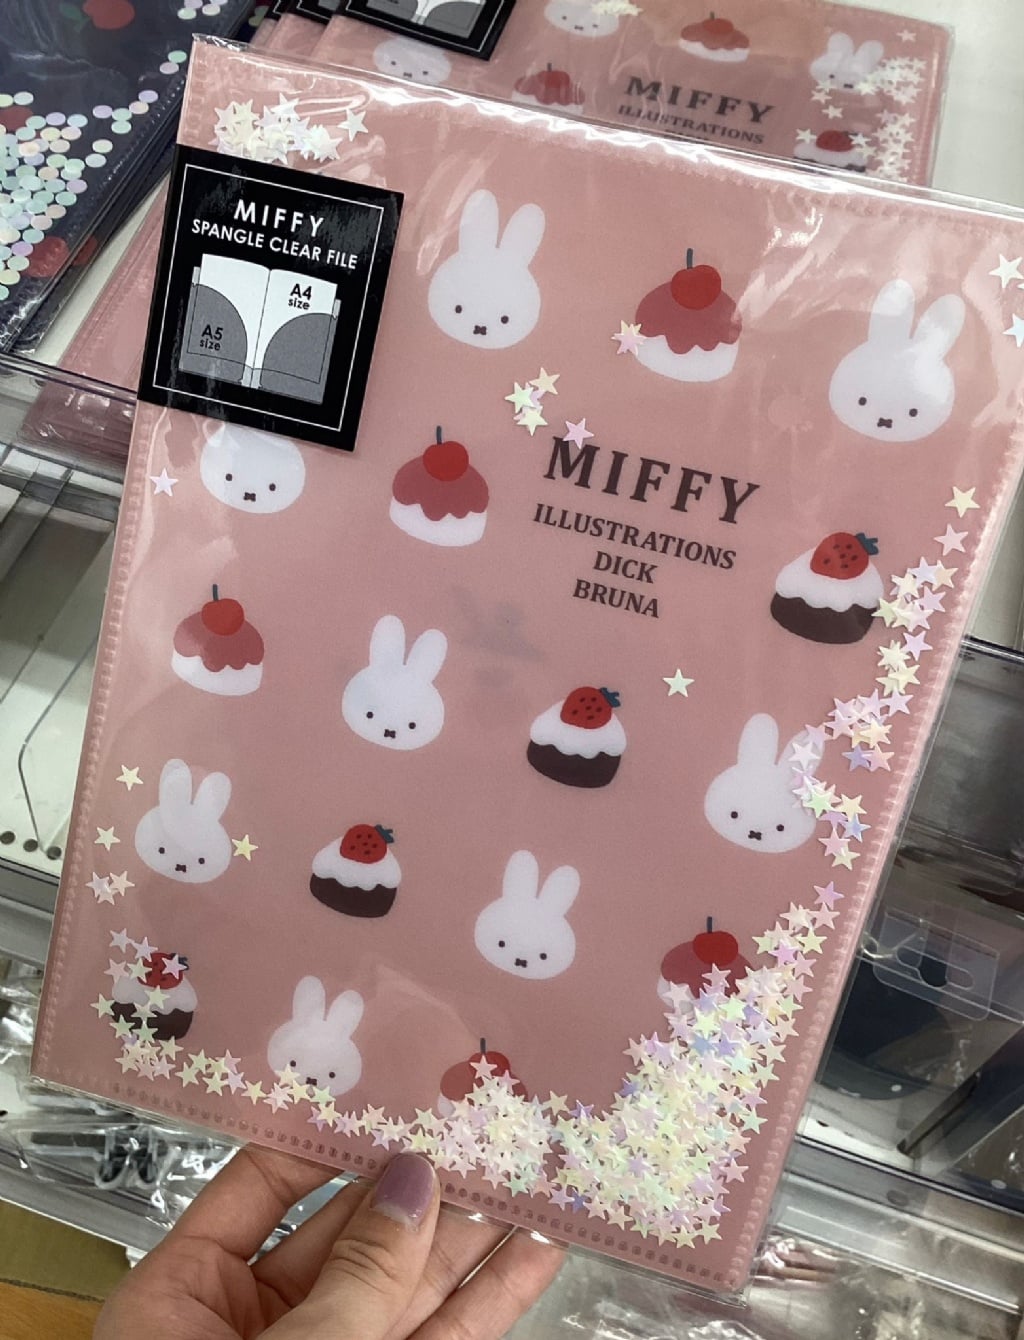 MIFFY
ILLUSTRATIONS
MIFFY
SPANGLE CLEAR FILE
A4
size
A5
size
MIFFY
ILLUSTRATIONS
DICK
BRUNA